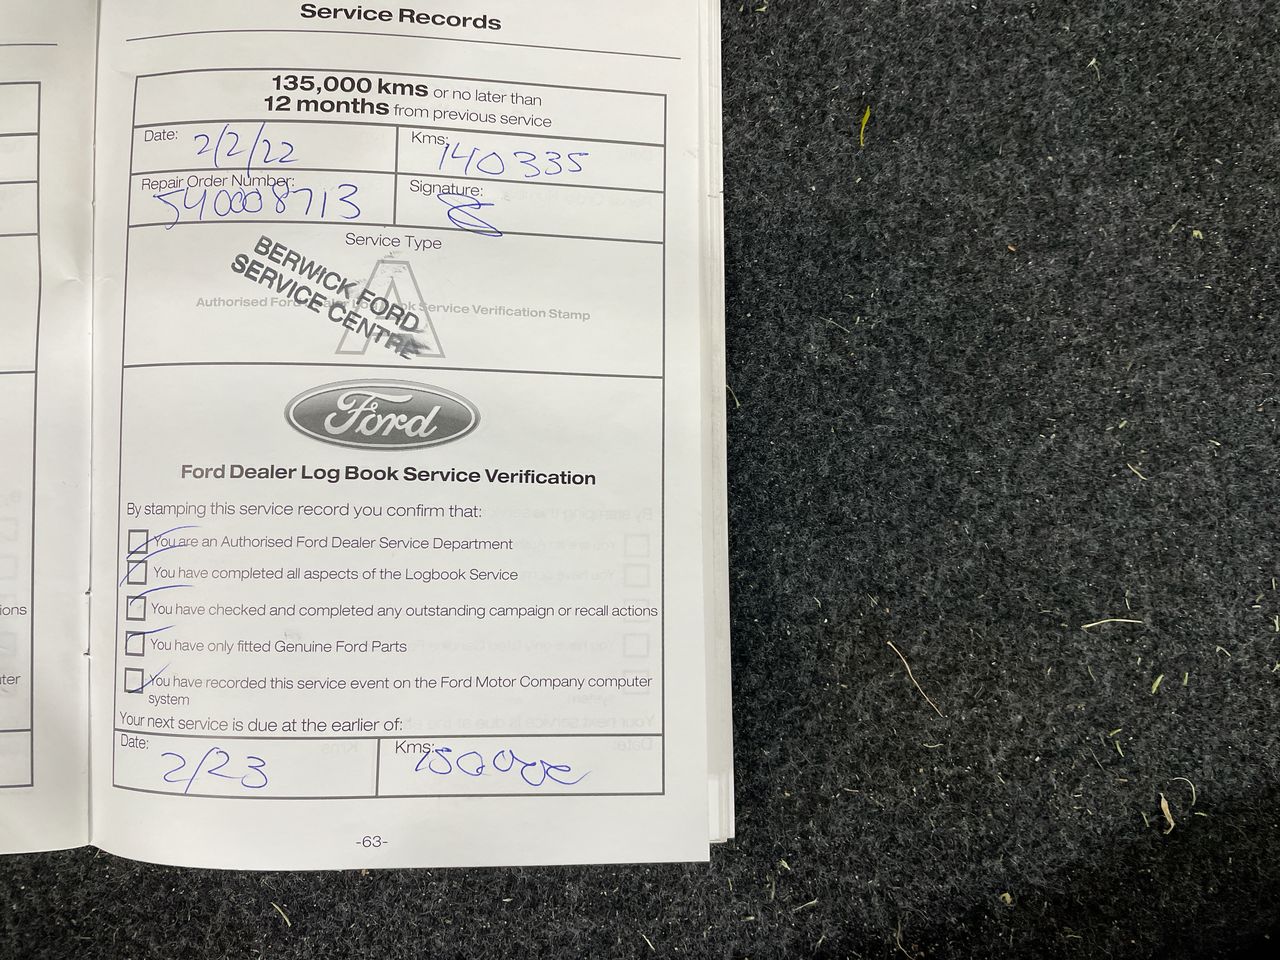 Service Records
135,000 kms or no later than
12 months from previous service
Date: 2/2/22
Kms: 140335
Repair Order Number: 540008713
Signature:
Service Type
A
Authorised Ford Dealer Log Book Service Verification Stamp
BERWICK FORD
SERVICE CENTRE
Ford
Ford Dealer Log Book Service Verification
By stamping this service record you confirm that:
You are an Authorised Ford Dealer Service Department
You have completed all aspects of the Logbook Service
You have checked and completed any outstanding campaign or recall actions
You have only fitted Genuine Ford Parts
You have recorded this service event on the Ford Motor Company computer
system
Your next service is due at the earlier of:
Date: 2/23
Kms:
-63-
ions